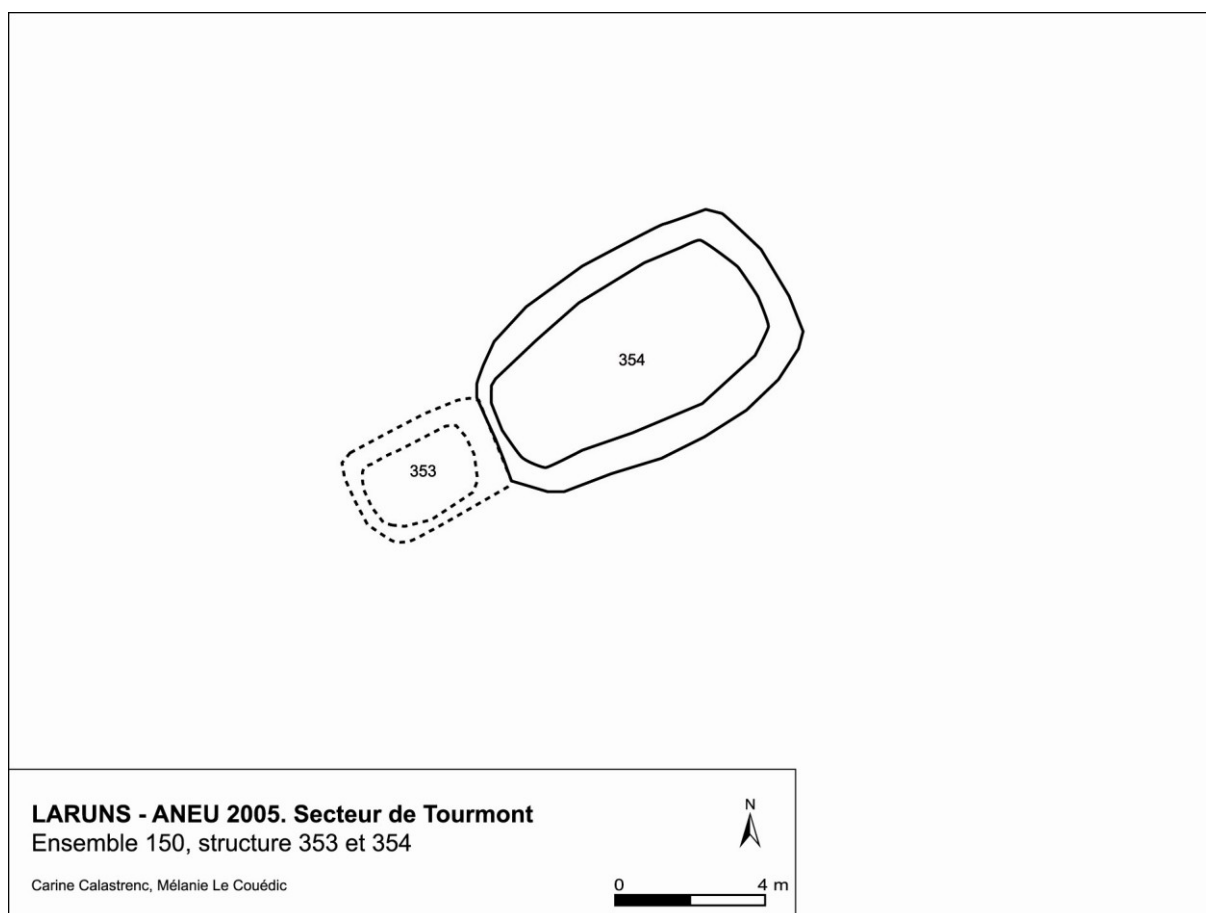 354
353
LARUNS - ANEU 2005. Secteur de Tourmont
Ensemble 150, structure 353 et 354
Carine Calastrenc, Mélanie Le Couédic
N
0 4 m